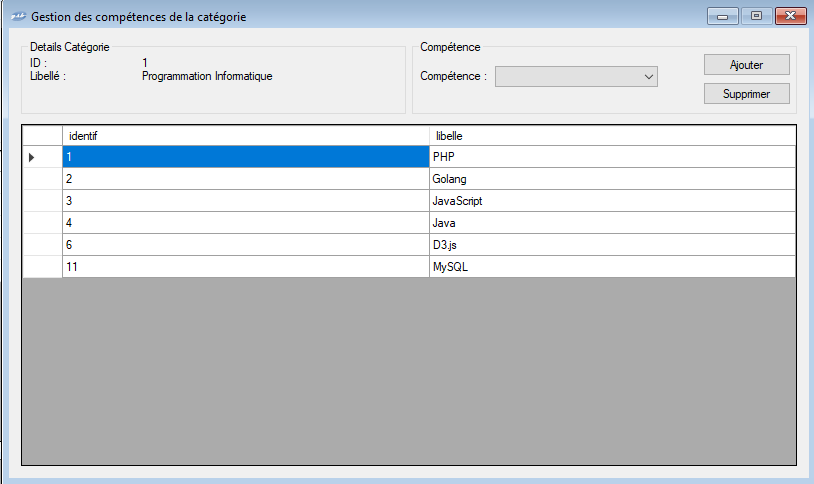 Gestion des compétences de la catégorie
Details Catégorie
ID : 1
Libellé : Programmation Informatique
Compétence
Compétence :
Ajouter
Supprimer
identif libelle
1 PHP
2 Golang
3 JavaScript
4 Java
6 D3.js
11 MySQL